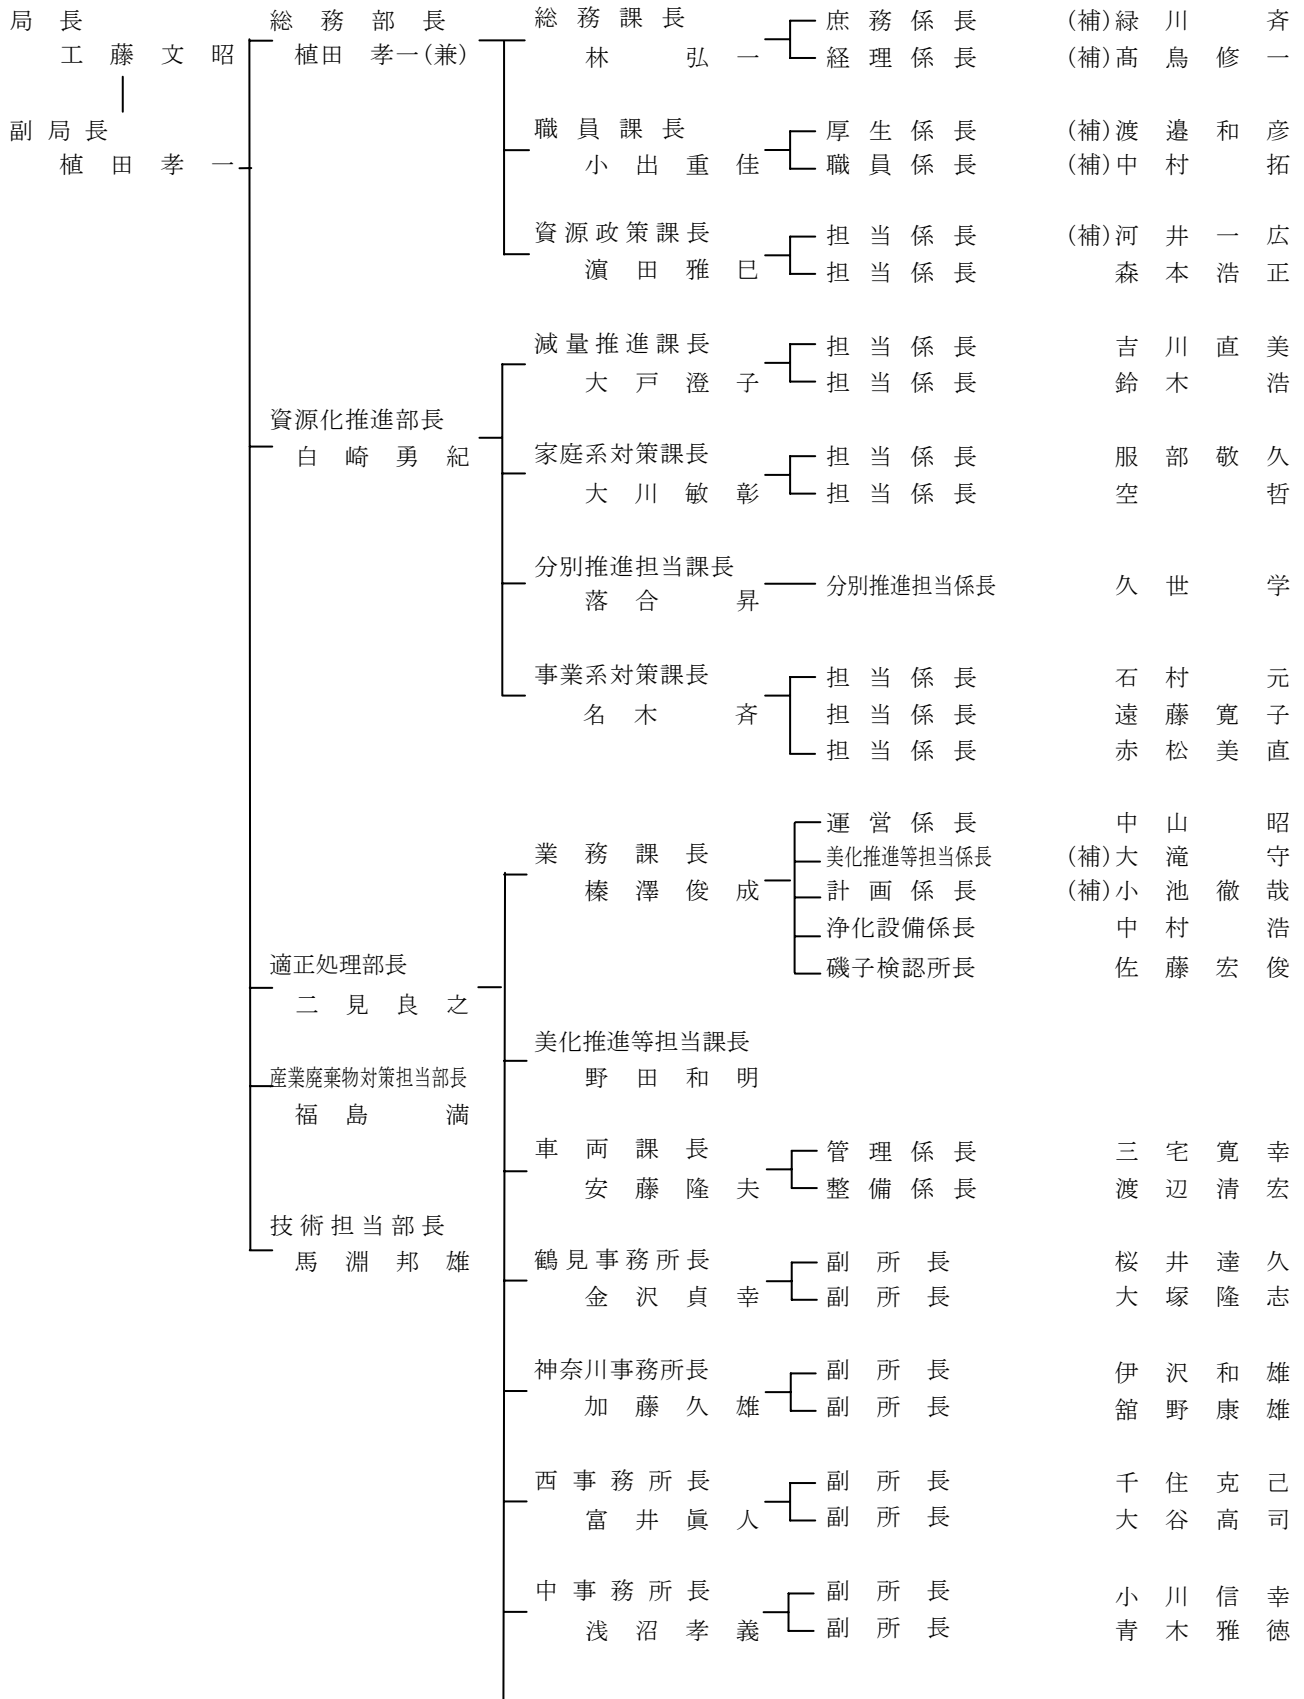 局長
工藤文昭
副局長
植田孝一
総務部長
植田 孝一(兼)
総務課長
林弘一
庶務係長 (補)緑川斉
経理係長 (補)髙鳥修一
職員課長
小出重佳
厚生係長 (補)渡邉和彦
職員係長 (補)中村拓
資源政策課長
濵田雅巳
担当係長 (補)河井一広
担当係長 森本浩正
資源化推進部長
白崎勇紀
減量推進課長
大戸澄子
担当係長 吉川直美
担当係長 鈴木浩
家庭系対策課長
大川敏彰
担当係長 服部敬久
担当係長 空哲
分別推進担当課長
落合昇
分別推進担当係長 久世学
事業系対策課長
名木斉
担当係長 石村元
担当係長 遠藤寛子
担当係長 赤松美直
適正処理部長
二見良之
業務課長
榛澤俊成
運営係長 中山昭
美化推進等担当係長 (補)大滝守
計画係長 (補)小池徹哉
浄化設備係長 中村浩
磯子検認所長 佐藤宏俊
美化推進等担当課長
野田和明
産業廃棄物対策担当部長
福島満
車両課長
安藤隆夫
管理係長 三宅寛幸
整備係長 渡辺清宏
技術担当部長
馬淵邦雄
鶴見事務所長
金沢貞幸
副所長 桜井達久
副所長 大塚隆志
神奈川事務所長
加藤久雄
副所長 伊沢和雄
副所長 舘野康雄
西事務所長
富井眞人
副所長 千住克己
副所長 大谷高司
中事務所長
浅沼孝義
副所長 小川信幸
副所長 青木雅徳